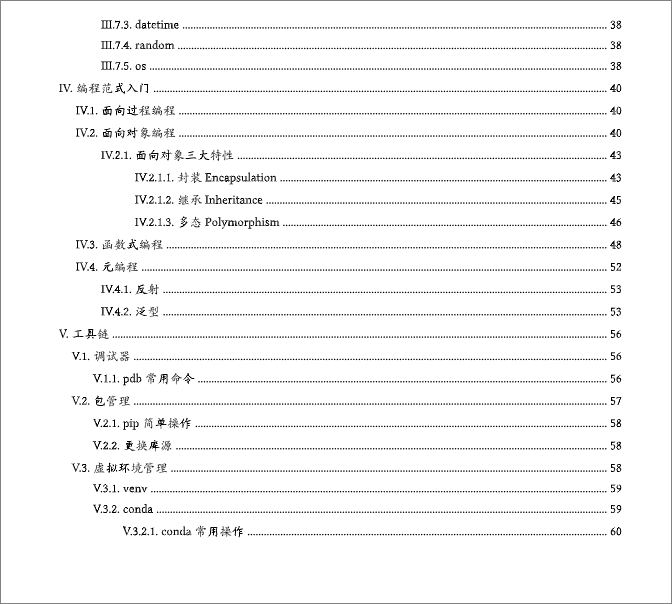 III.7.3. datetime 38
III.7.4. random 38
III.7.5. os 38
IV. 编程范式入门 40
IV.1. 面向过程编程 40
IV.2. 面向对象编程 40
IV.2.1. 面向对象三大特性 43
IV.2.1.1. 封装 Encapsulation 43
IV.2.1.2. 继承 Inheritance 45
IV.2.1.3. 多态 Polymorphism 46
IV.3. 函数式编程 48
IV.4. 元编程 52
IV.4.1. 反射 53
IV.4.2. 泛型 53
V. 工具链 56
V.1. 调试器 56
V.1.1. pdb 常用命令 56
V.2. 包管理 57
V.2.1. pip 简单操作 58
V.2.2. 更换库源 58
V.3. 虚拟环境管理 58
V.3.1. venv 59
V.3.2. conda 59
V.3.2.1. conda 常用操作 60